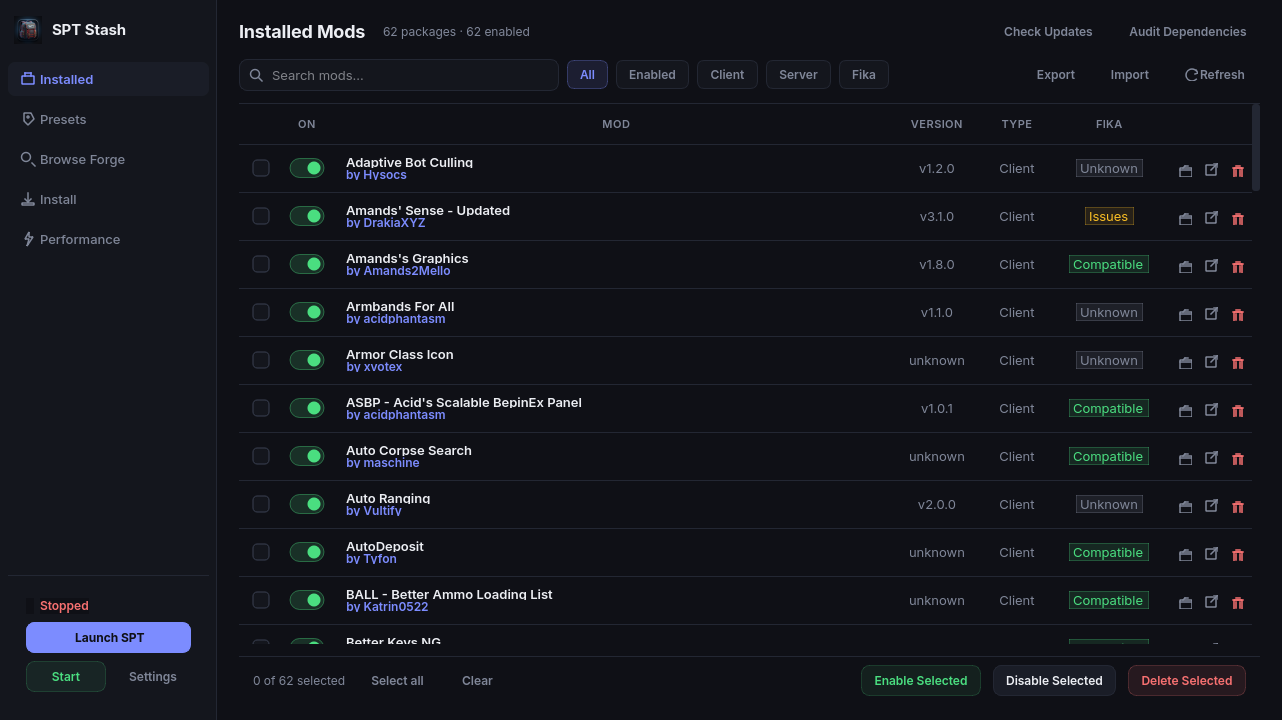 SPT Stash
Installed
Presets
Browse Forge
Install
Performance
Stopped
Launch SPT
Start Settings
Installed Mods 62 packages · 62 enabled Check Updates Audit Dependencies
Search mods... All Enabled Client Server Fika Export Import Refresh
ON MOD VERSION TYPE FIKA
Adaptive Bot Culling
by Hysocs
v1.2.0 Client Unknown
Amands' Sense - Updated
by DrakiaXYZ
v3.1.0 Client Issues
Amands's Graphics
by Amands2Mello
v1.8.0 Client Compatible
Armbands For All
by acidphantasm
v1.1.0 Client Unknown
Armor Class Icon
by xvotex
unknown Client Unknown
ASBP - Acid's Scalable BepinEx Panel
by acidphantasm
v1.0.1 Client Compatible
Auto Corpse Search
by maschine
unknown Client Compatible
Auto Ranging
by Vultify
v2.0.0 Client Unknown
AutoDeposit
by Tyfon
unknown Client Compatible
BALL - Better Ammo Loading List
by Katrin0522
unknown Client Compatible
Better Keys NG
0 of 62 selected Select all Clear Enable Selected Disable Selected Delete Selected